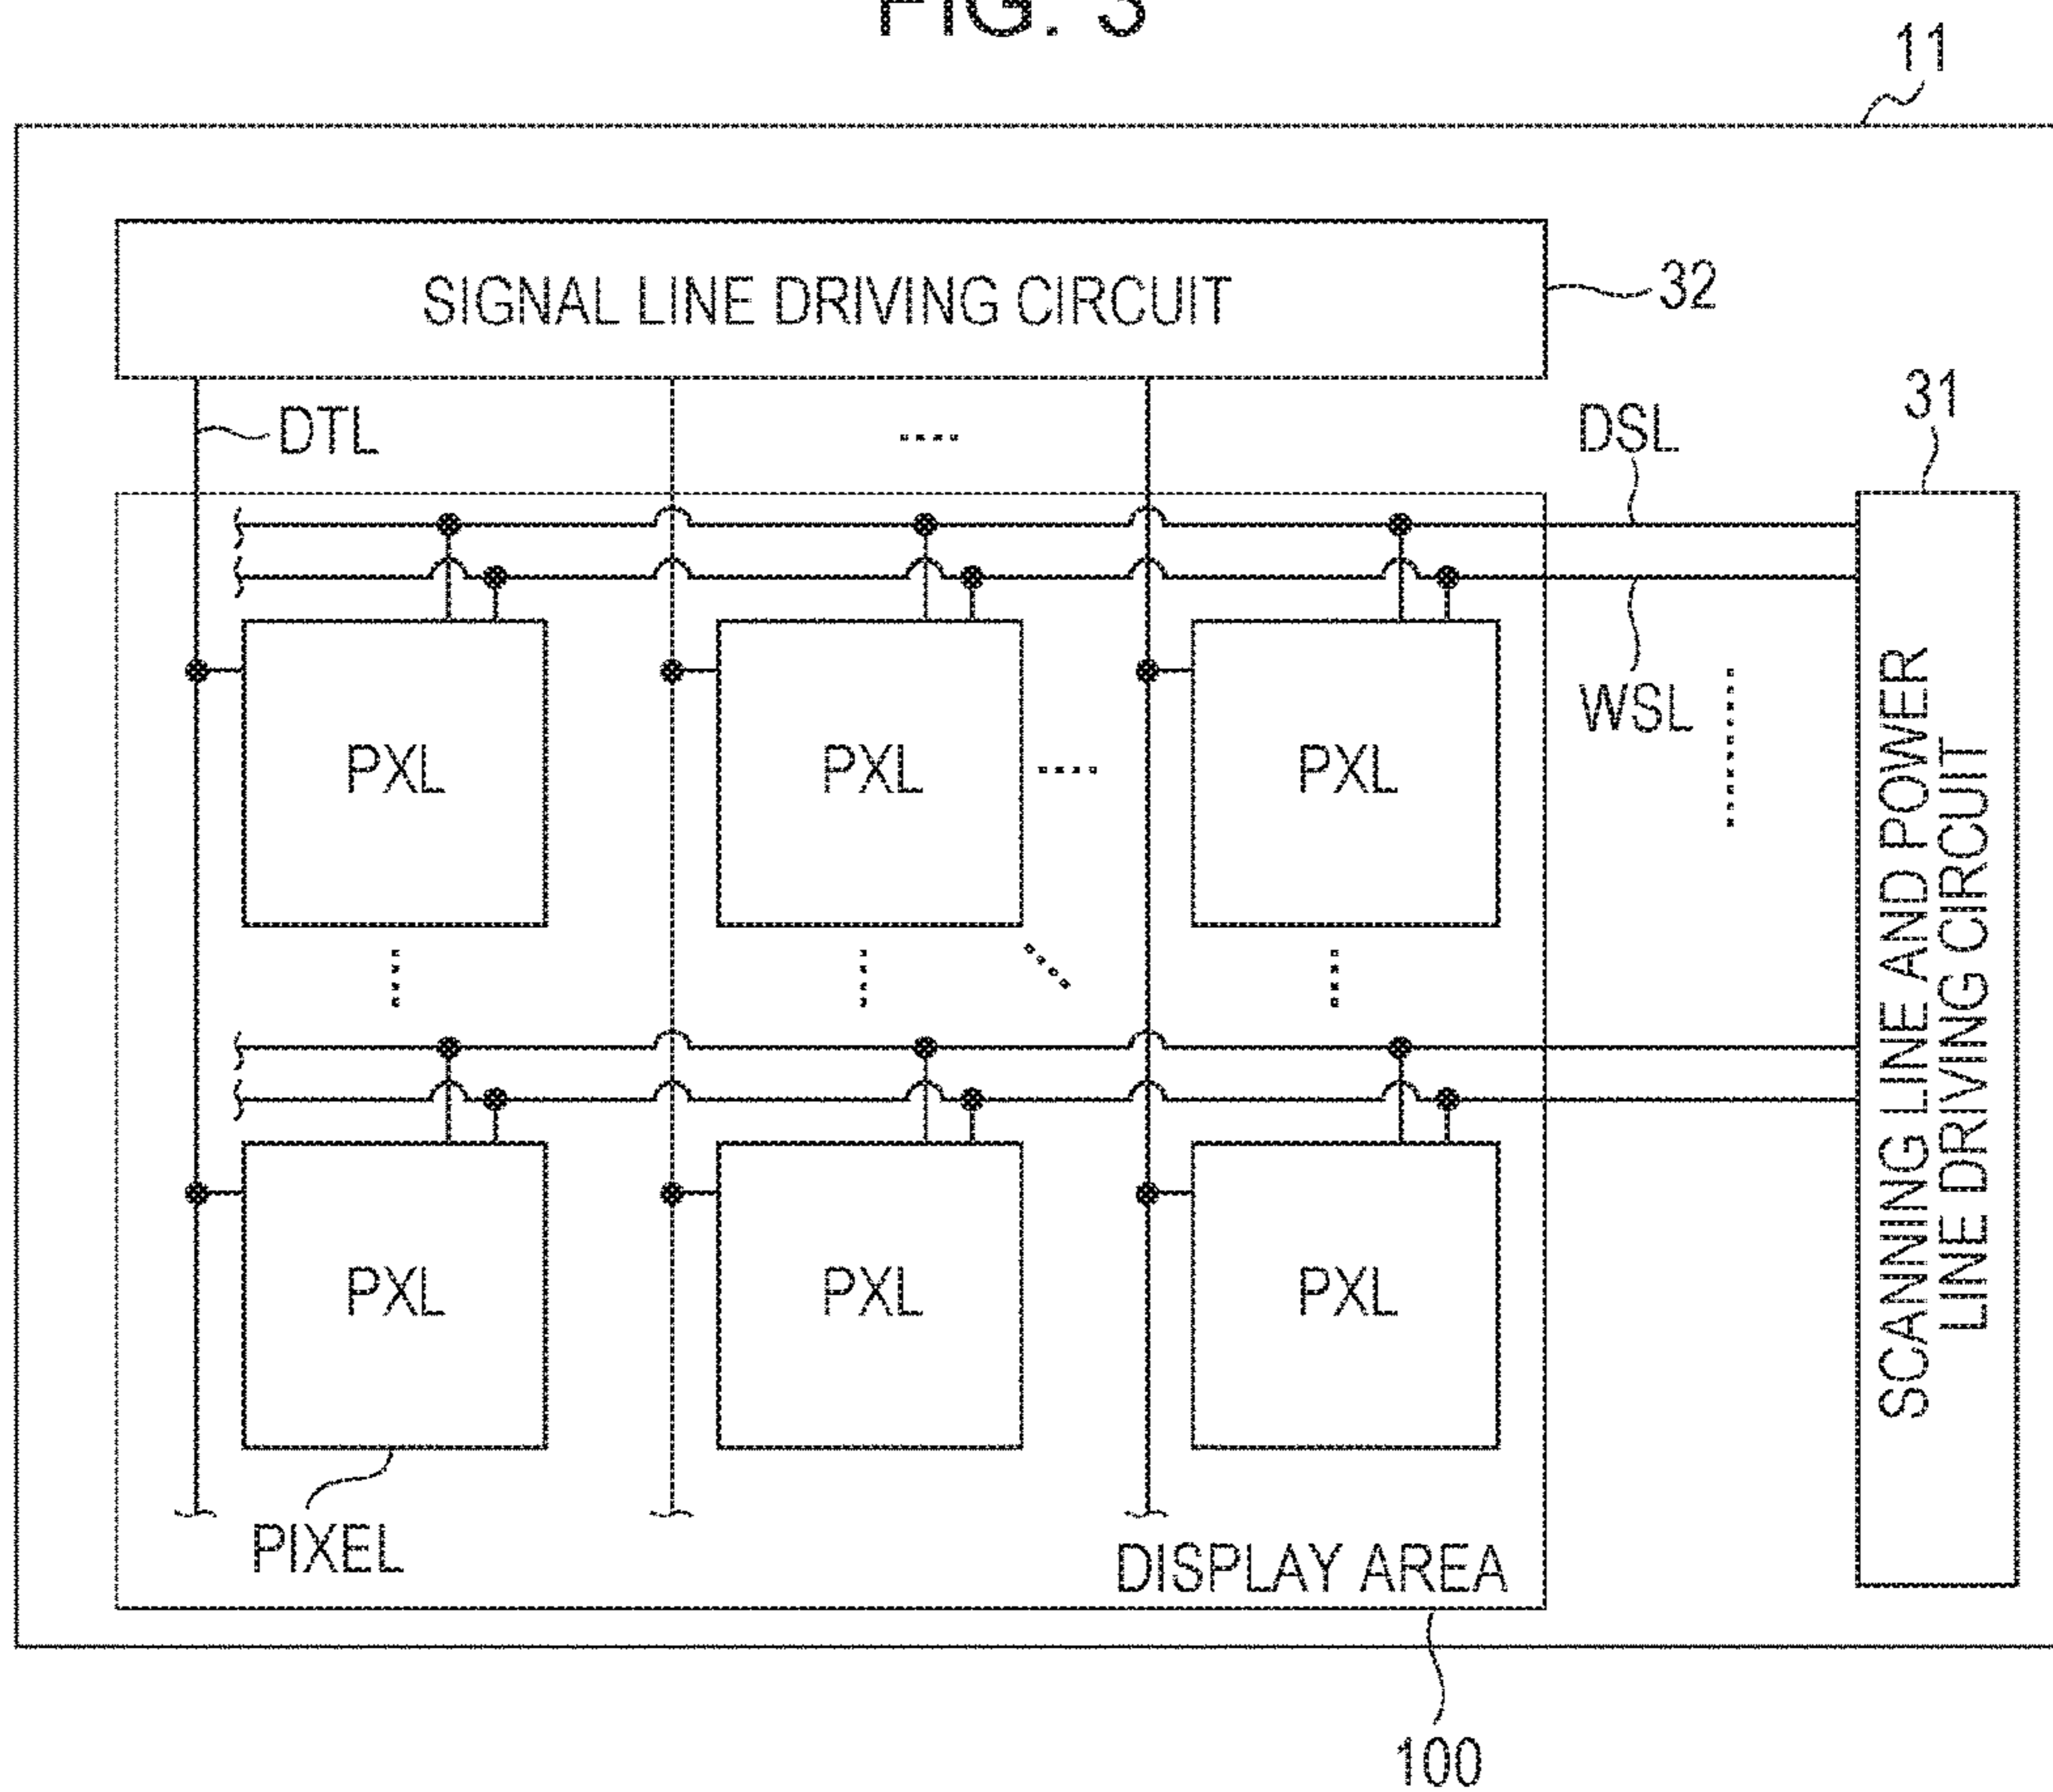 FIG. 3
11
SIGNAL LINE DRIVING CIRCUIT
32
31
DTL
DSL
WSL
PXL
PXL
PXL
SCANNING LINE AND POWER
LINE DRIVING CIRCUIT
PXL
PXL
PXL
PIXEL
DISPLAY AREA
100